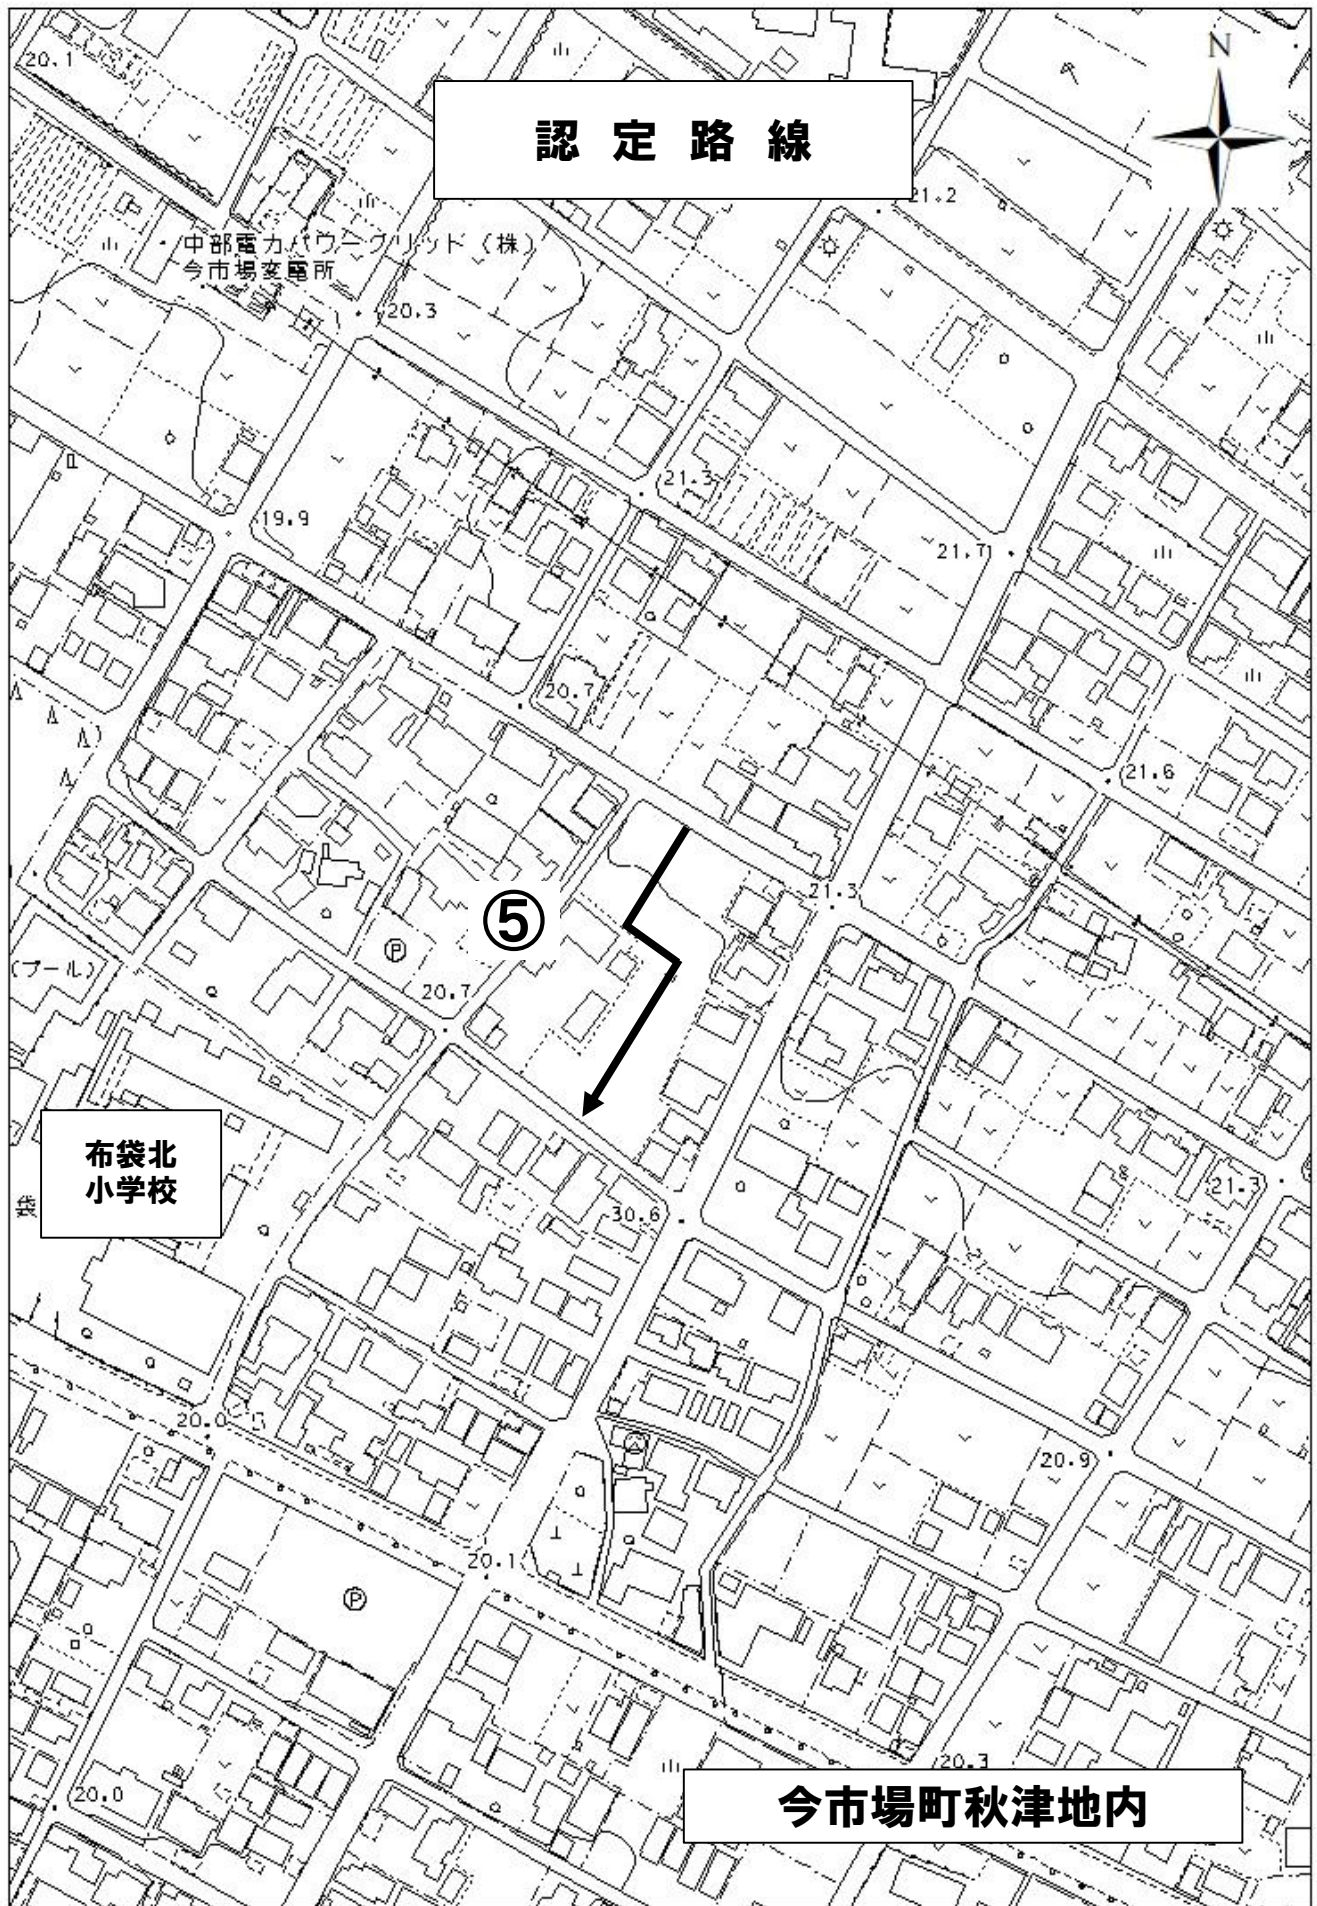 20.1
N
認定路線
21.2
中部電力パワーグリッド（株）
今市場変電所
20.3
21.3
19.9
21.7
20.7
21.6
21.3
⑤
(プール)
P
20.7
布袋北
小学校
袋
21.3
30.6
20.0
20.9
20.1
P
20.3
今市場町秋津地内
20.0